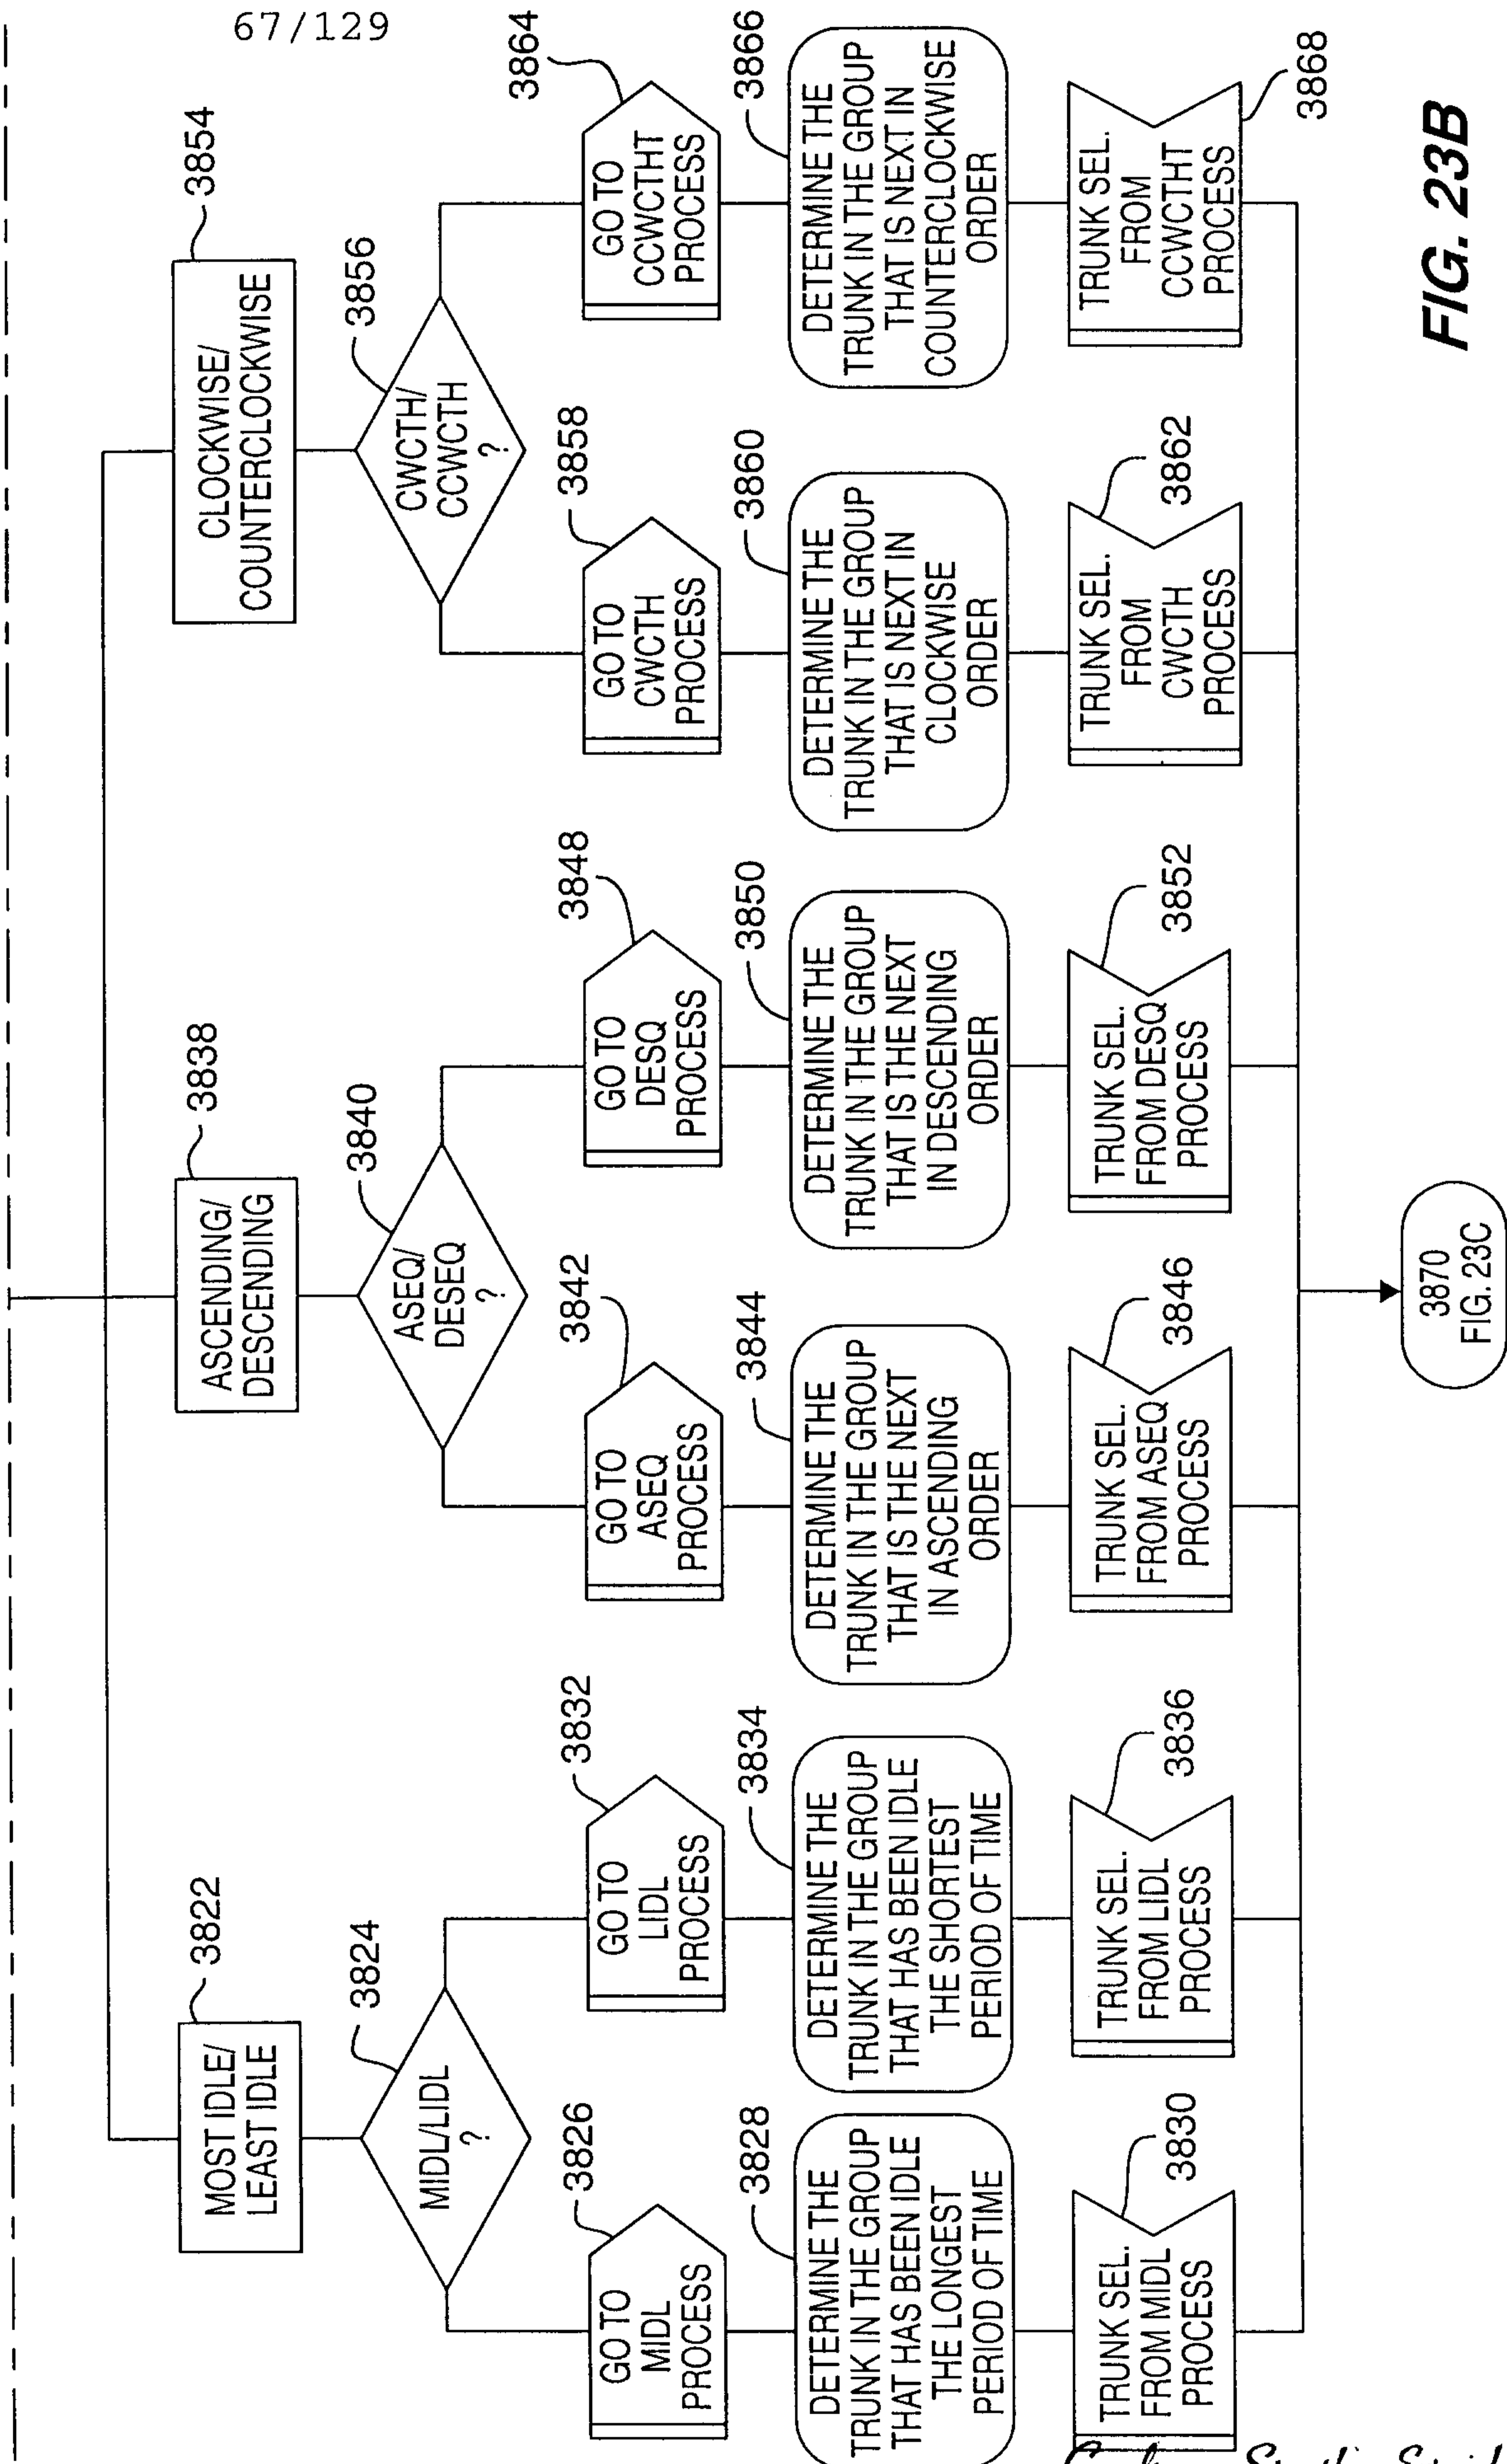 67/129
MOST IDLE/
LEAST IDLE
3822
MIDL/LIDL
?
3824
GO TO
MIDL
PROCESS
3826
DETERMINE THE
TRUNK IN THE GROUP
THAT HAS BEEN IDLE
THE LONGEST
PERIOD OF TIME
3828
TRUNK SEL.
FROM MIDL
PROCESS
3830
GO TO
LIDL
PROCESS
3832
DETERMINE THE
TRUNK IN THE GROUP
THAT HAS BEEN IDLE
THE SHORTEST
PERIOD OF TIME
3834
TRUNK SEL.
FROM LIDL
PROCESS
3836
ASCENDING/
DESCENDING
3838
ASEQ/
DESEQ
?
3840
GO TO
ASEQ
PROCESS
3842
DETERMINE THE
TRUNK IN THE GROUP
THAT IS THE NEXT
IN ASCENDING
ORDER
3844
TRUNK SEL.
FROM ASEQ
PROCESS
3846
GO TO
DESQ
PROCESS
3848
DETERMINE THE
TRUNK IN THE GROUP
THAT IS THE NEXT
IN DESCENDING
ORDER
3850
TRUNK SEL.
FROM DESQ
PROCESS
3852
CLOCKWISE/
COUNTERCLOCKWISE
3854
CWCTH/
CCWCTH
?
3856
GO TO
CWCTH
PROCESS
3858
DETERMINE THE
TRUNK IN THE GROUP
THAT IS NEXT IN
CLOCKWISE
ORDER
3860
TRUNK SEL.
FROM
CWCTH
PROCESS
3862
GO TO
CCWCTHT
PROCESS
3864
DETERMINE THE
TRUNK IN THE GROUP
THAT IS NEXT IN
COUNTERCLOCKWISE
ORDER
3866
TRUNK SEL.
FROM
CCWCTHT
PROCESS
3868
3870
FIG. 23C
FIG. 23B